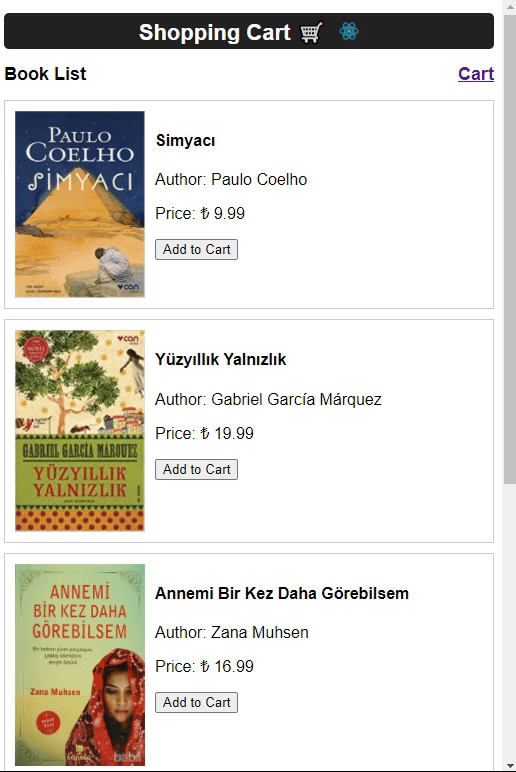 Shopping Cart
Book List
Cart
PAULO
COELHO
SİMYACI
can
Simyacı
Author: Paulo Coelho
Price: ₺ 9.99
Add to Cart
can
GABRIEL GARCÍA MÁRQUEZ
YÜZYILLIK
YALNIZLIK
Yüzyıllık Yalnızlık
Author: Gabriel García Márquez
Price: ₺ 19.99
Add to Cart
ANNEMİ
BİR KEZ DAHA
GÖREBİLSEM
Zana Muhsen
Annemi Bir Kez Daha Görebilsem
Author: Zana Muhsen
Price: ₺ 16.99
Add to Cart